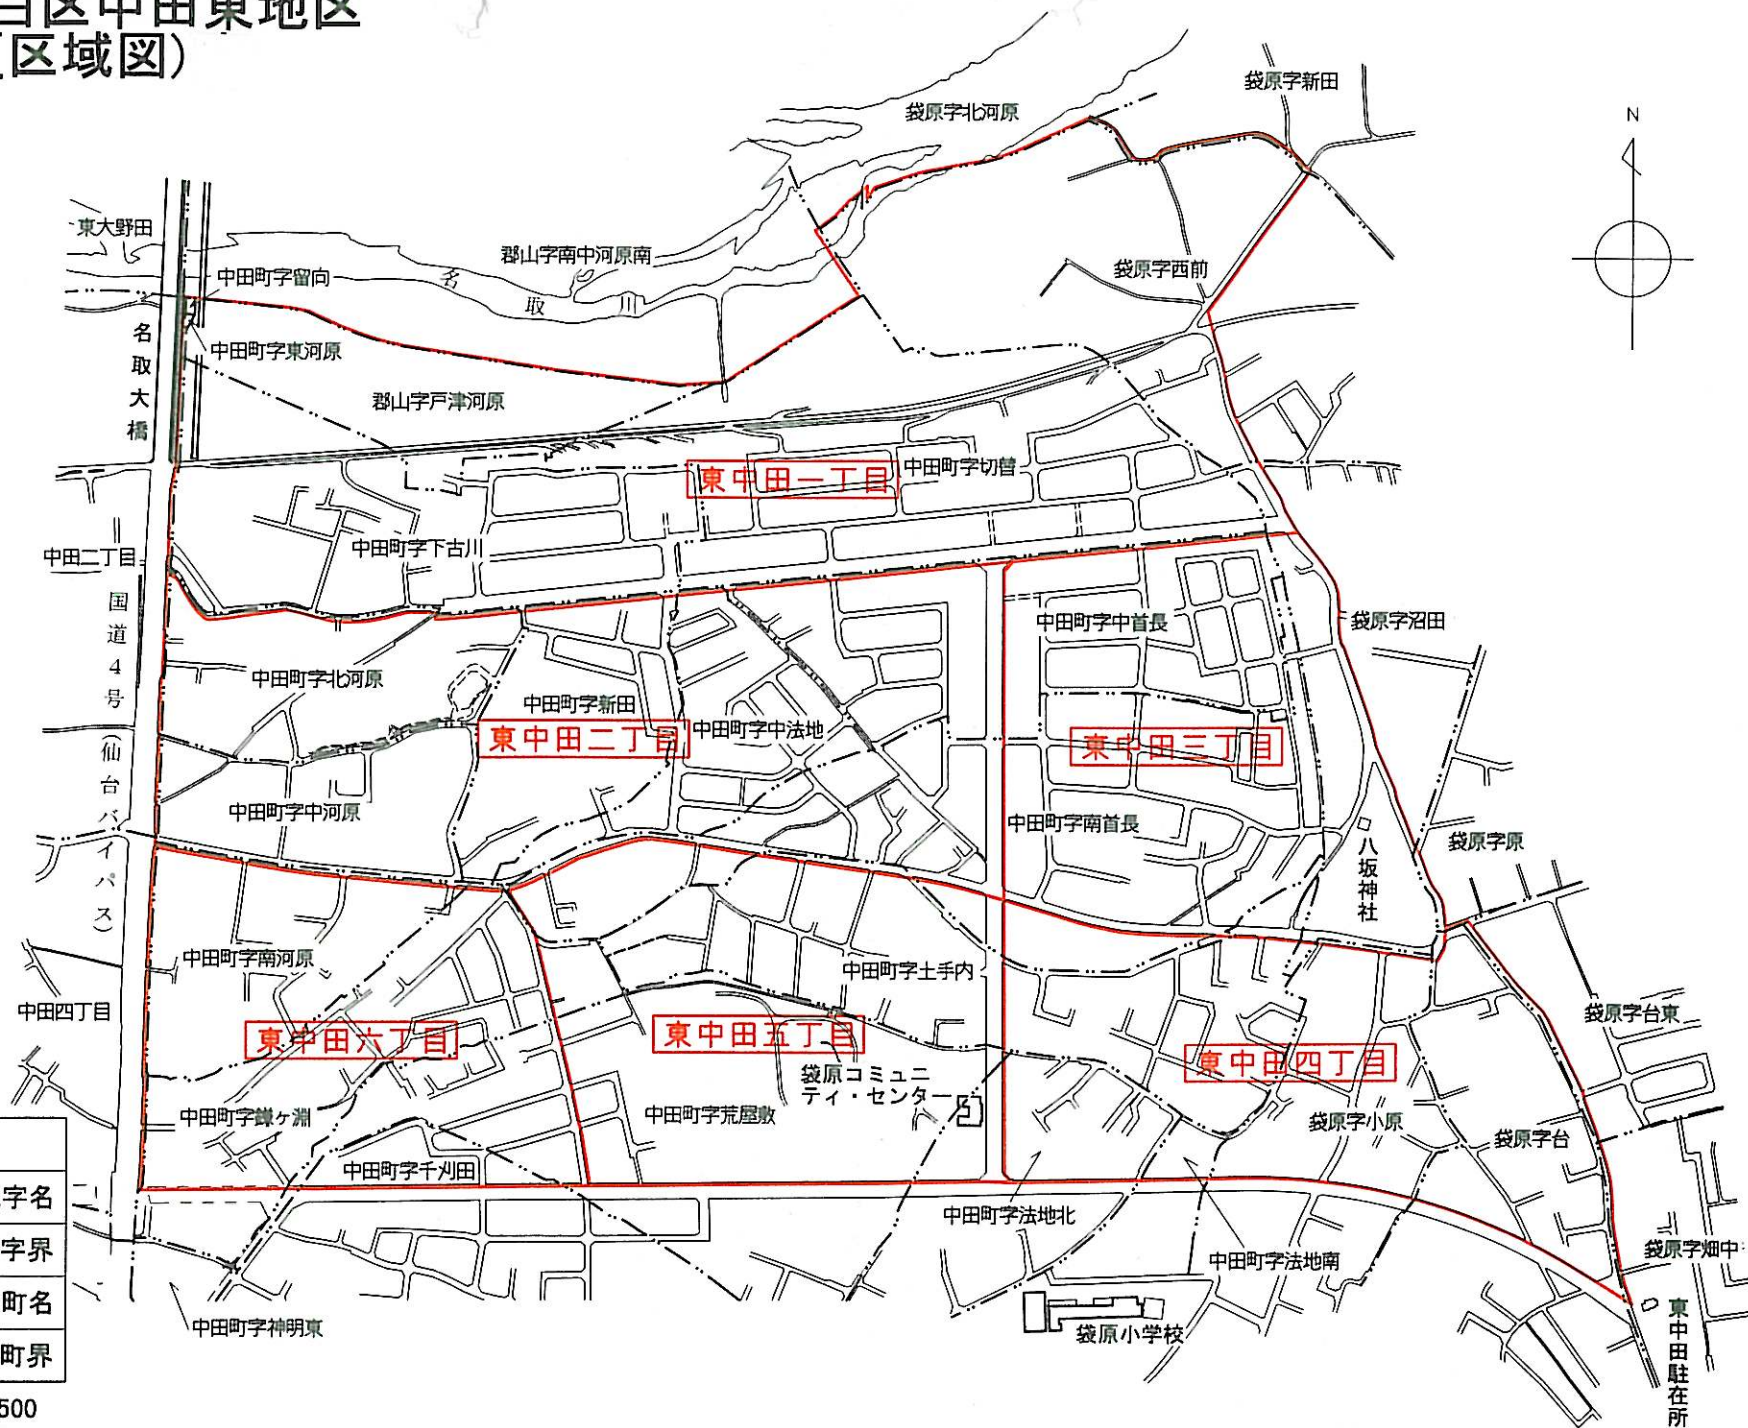 白区中田東地区
区域図)
袋原字新田
袋原字北河原
N
東大野田
郡山字南中河原南
中田町字留向
袋原字西前
名取川
中田町字東河原
名取大橋
郡山字戸津河原
中田町字切替
東中田一丁目
中田町字下古川
中田二丁目
国道4号(仙台バイパス)
中田町字中首長
袋原字沼田
中田町字北河原
中田町字新田
中田町字中法地
東中田二丁目
東中田三丁目
中田町字中河原
中田町字南首長
袋原字原
八坂神社
中田町字南河原
中田町字土手内
中田四丁目
袋原字台東
東中田六丁目
東中田五丁目
東中田四丁目
袋原コミュニ
ティ・センター
中田町字鎌ヶ淵
中田町字荒屋敷
袋原字小原
袋原字台
中田町字千刈田
字名
字界
町名
町界
500
中田町字法地北
中田町字法地南
袋原字畑中
中田町字神明東
袋原小学校
東中田駐在所